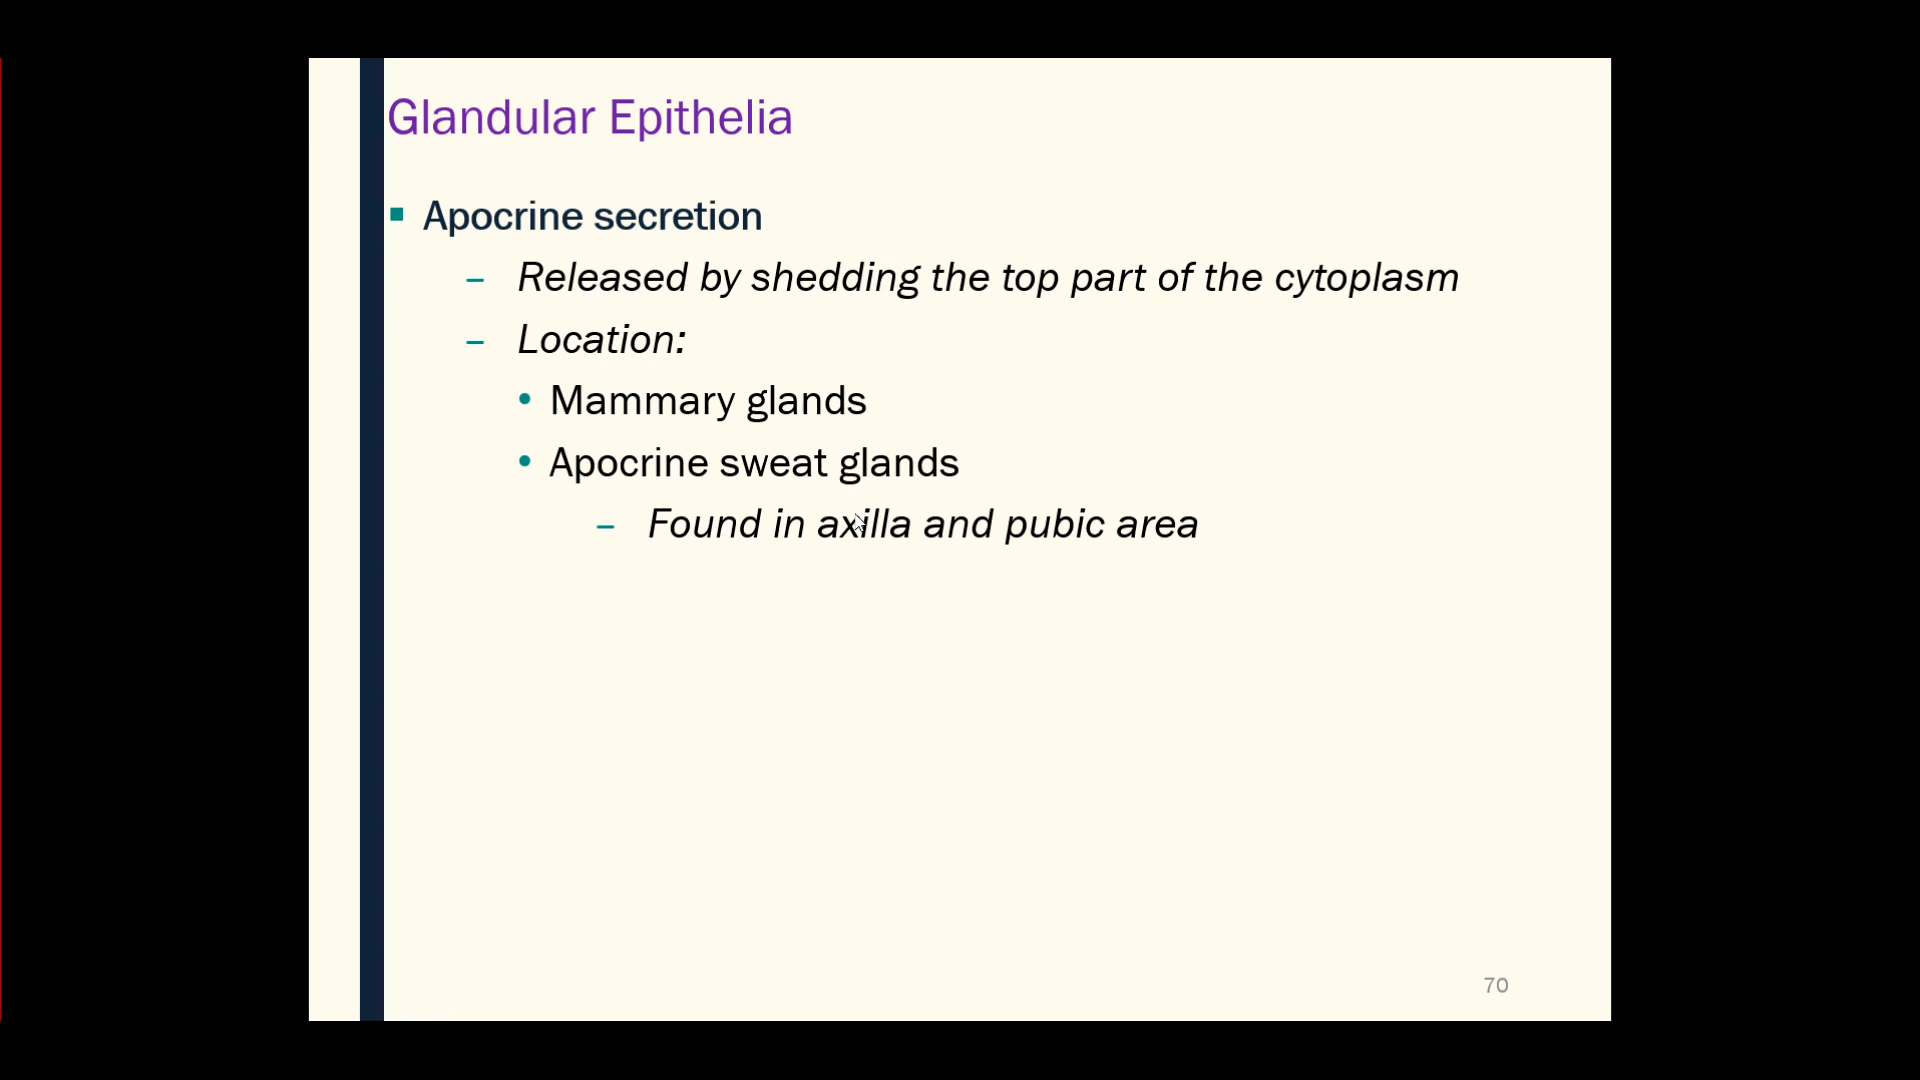 Glandular Epithelia
▪ Apocrine secretion
– Released by shedding the top part of the cytoplasm
– Location:
• Mammary glands
• Apocrine sweat glands
– Found in axilla and pubic area
70